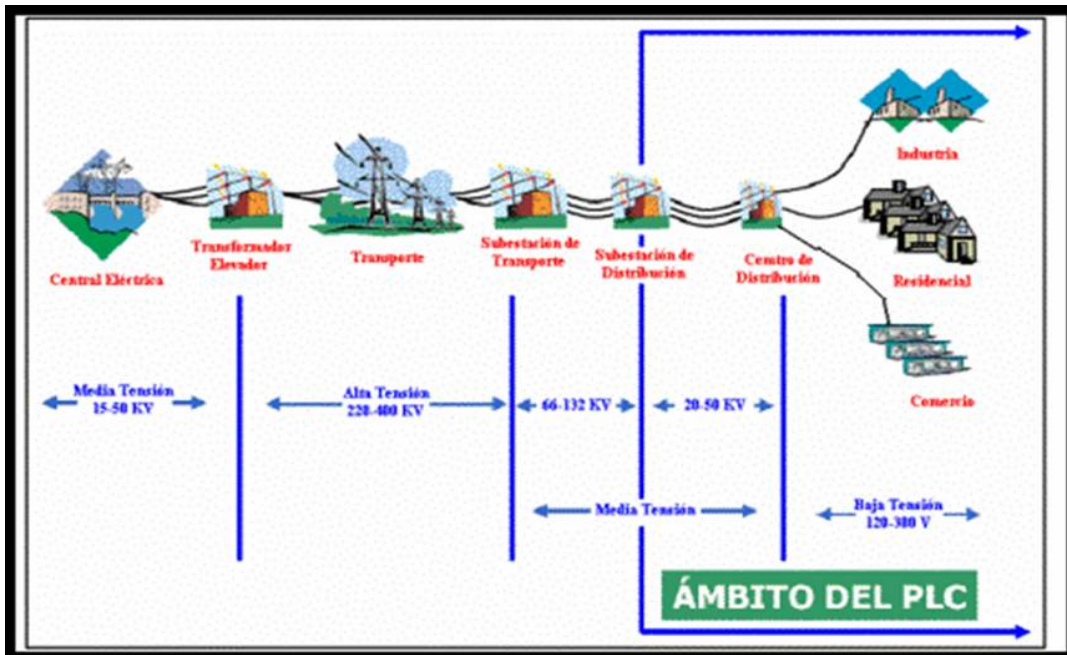 Industria
Central Eléctrica
Transformador
Elevador
Transporte
Subestación de
Transporte
Subestación de
Distribución
Centro de
Distribución
Residencial
Comercio
Media Tensión
15-50 KV
Alta Tensión
220-400 KV
66-132 KV
20-50 KV
Media Tensión
Baja Tensión
120-380 V
ÁMBITO DEL PLC